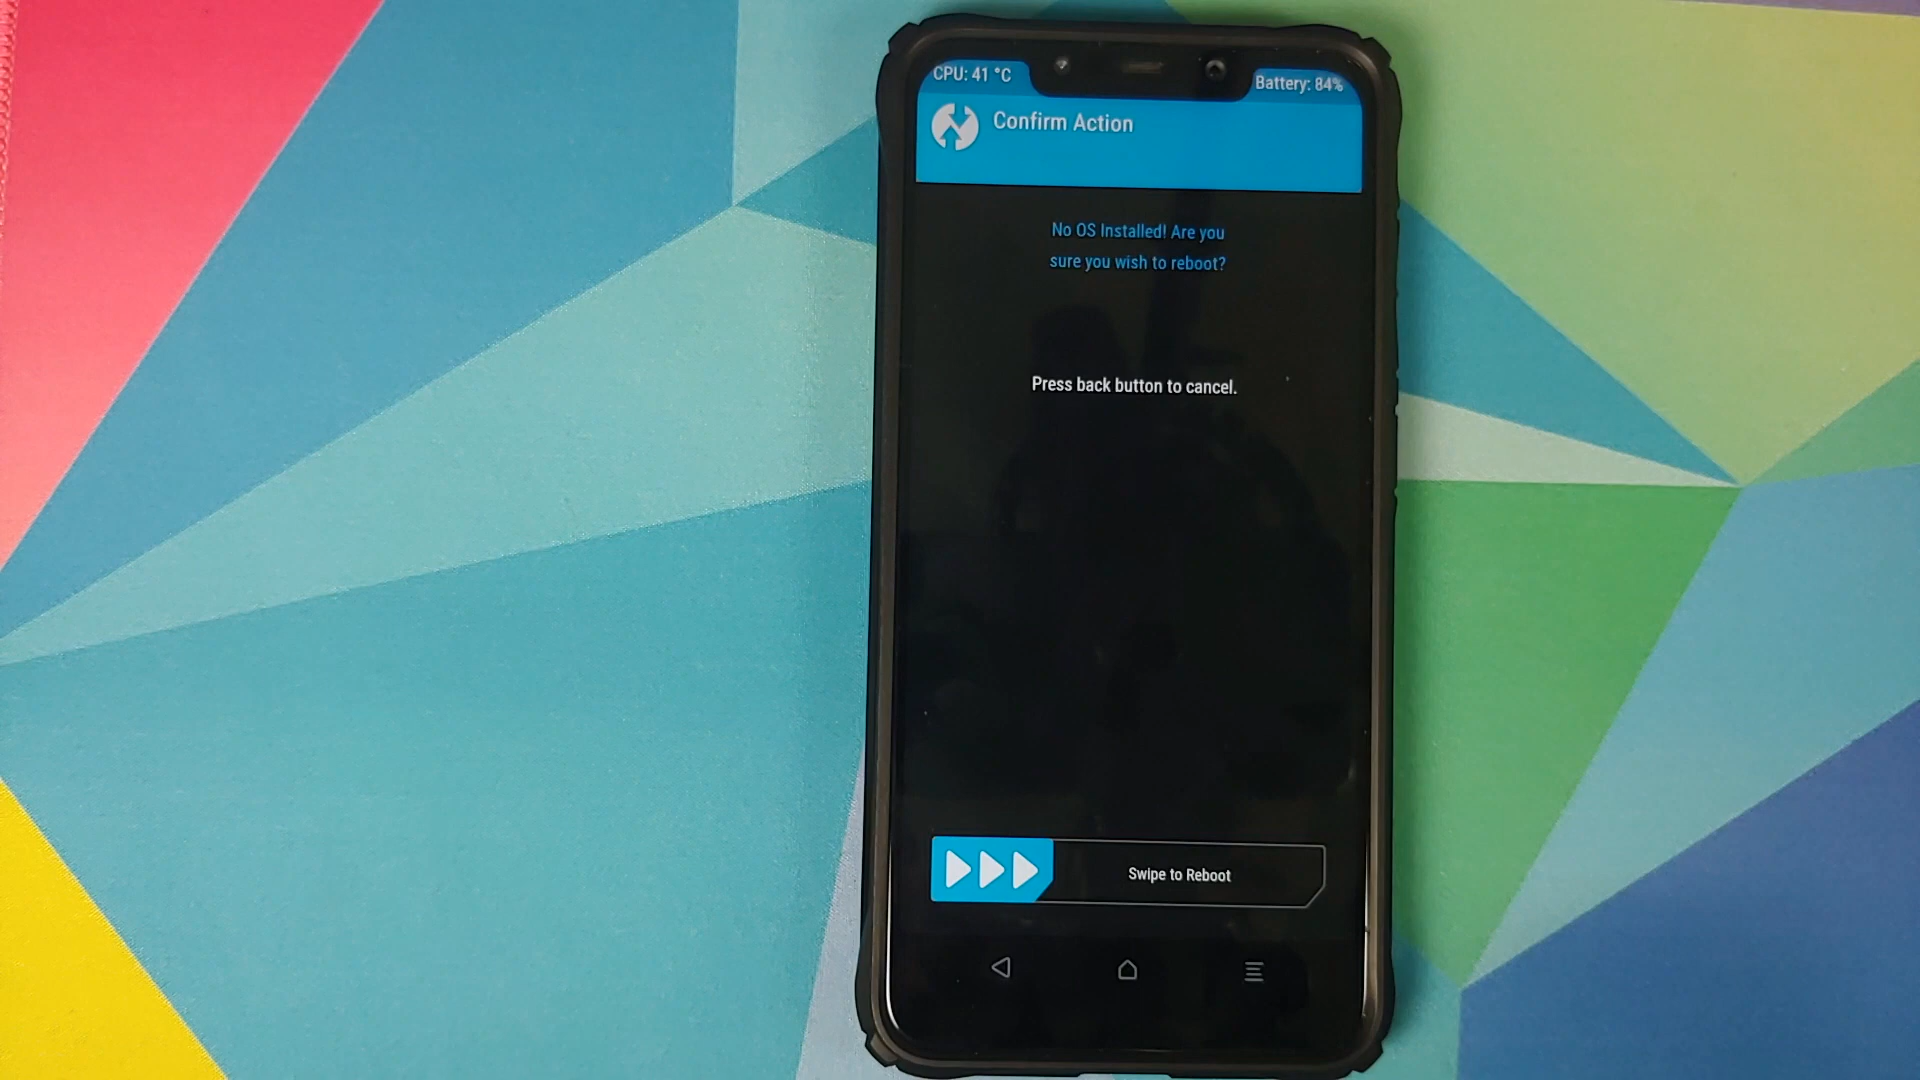 CPU: 41 °C
Battery: 84%
Confirm Action
No OS Installed! Are you
sure you wish to reboot?
Press back button to cancel.
Swipe to Reboot